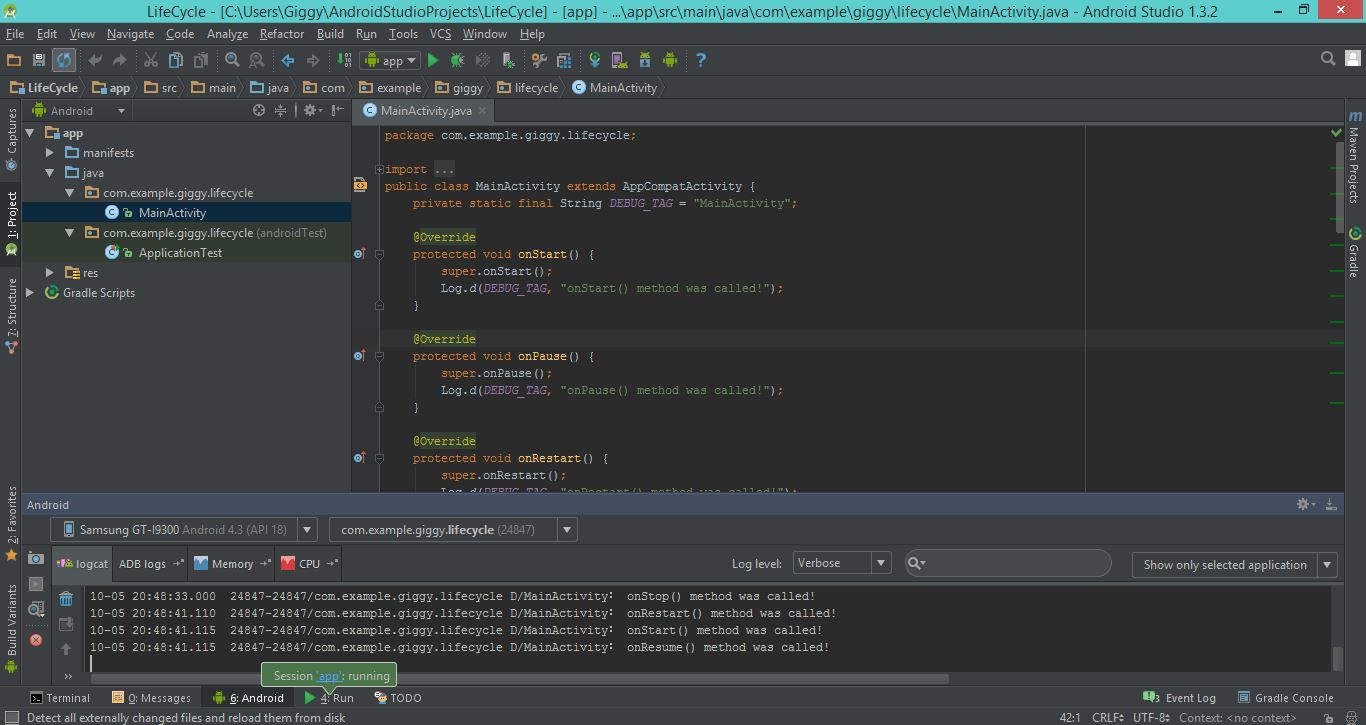 LifeCycle - [C:\Users\Giggy\AndroidStudioProjects\LifeCycle] - [app] - ...\app\src\main\java\com\example\giggy\lifecycle\MainActivity.java - Android Studio 1.3.2
File Edit View Navigate Code Analyze Refactor Build Run Tools VCS Window Help
app
LifeCycle app src main java com example giggy lifecycle MainActivity
Captures
1: Project
7: Structure
2: Favorites
Build Variants
Android
app
manifests
java
com.example.giggy.lifecycle
MainActivity
com.example.giggy.lifecycle (androidTest)
ApplicationTest
res
Gradle Scripts
MainActivity.java
package com.example.giggy.lifecycle;
import ...
public class MainActivity extends AppCompatActivity {
private static final String DEBUG_TAG = "MainActivity";
@Override
protected void onStart() {
super.onStart();
Log.d(DEBUG_TAG, "onStart() method was called!");
}
@Override
protected void onPause() {
super.onPause();
Log.d(DEBUG_TAG, "onPause() method was called!");
}
@Override
protected void onRestart() {
super.onRestart();
Log.d(DEBUG_TAG, "onRestart() method was called!");
Maven Projects
Gradle
Android
Samsung GT-I9300 Android 4.3 (API 18) com.example.giggy.lifecycle (24847)
logcat ADB logs Memory CPU Log level: Verbose Show only selected application
10-05 20:48:33.000 24847-24847/com.example.giggy.lifecycle D/MainActivity: onStop() method was called!
10-05 20:48:41.110 24847-24847/com.example.giggy.lifecycle D/MainActivity: onRestart() method was called!
10-05 20:48:41.115 24847-24847/com.example.giggy.lifecycle D/MainActivity: onStart() method was called!
10-05 20:48:41.115 24847-24847/com.example.giggy.lifecycle D/MainActivity: onResume() method was called!
Session 'app': running
Terminal 0: Messages 6: Android 4: Run TODO 3 Event Log Gradle Console
Detect all externally changed files and reload them from disk 42:1 CRLF UTF-8 Context: <no context>